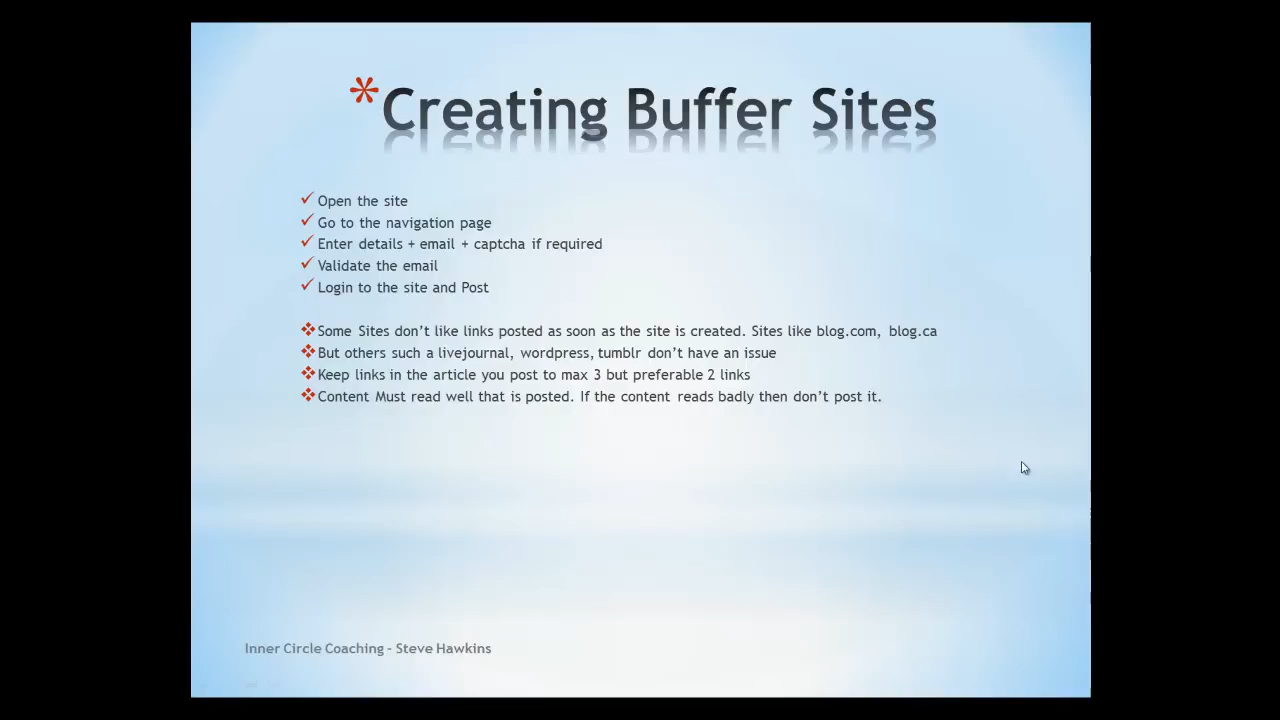 *Creating Buffer Sites
Open the site
Go to the navigation page
Enter details + email + captcha if required
Validate the email
Login to the site and Post
Some Sites don't like links posted as soon as the site is created. Sites like blog.com, blog.ca
But others such a livejournal, wordpress, tumblr don't have an issue
Keep links in the article you post to max 3 but preferable 2 links
Content Must read well that is posted. If the content reads badly then don't post it.
Inner Circle Coaching - Steve Hawkins